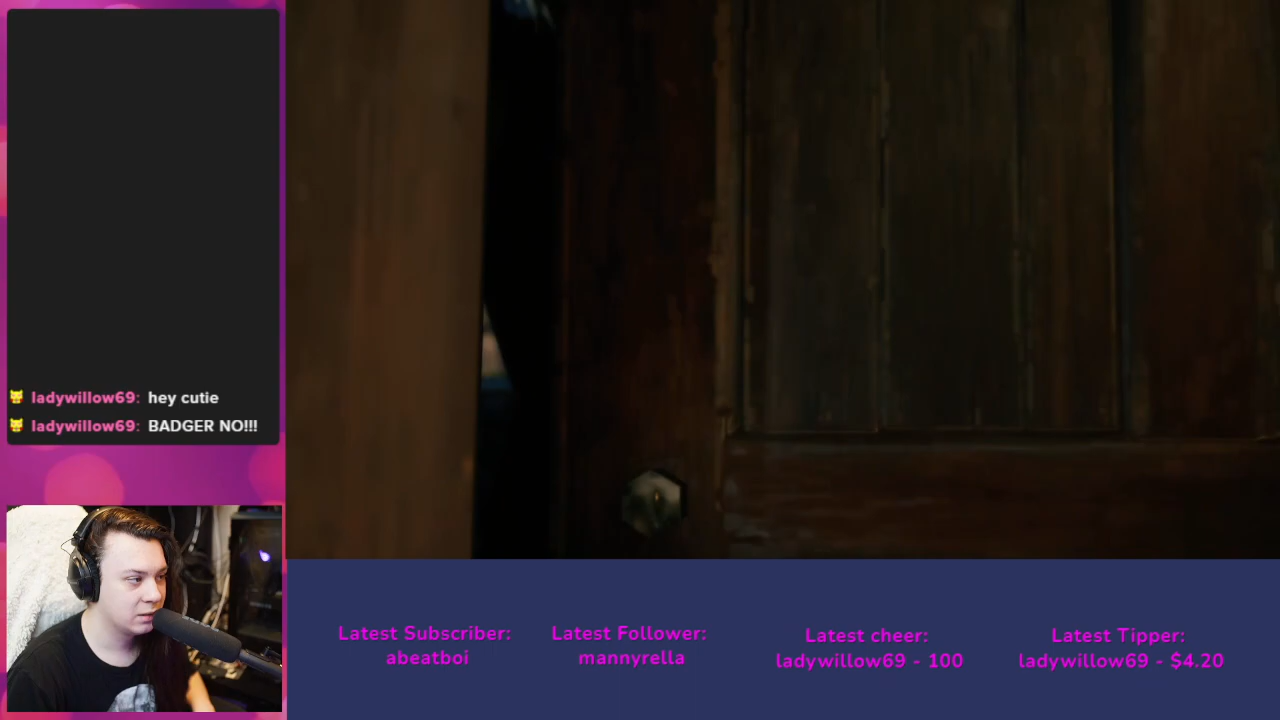 ladywillow69: hey cutie
ladywillow69: BADGER NO!!!
Latest Subscriber:
abeatboi
Latest Follower:
mannyrella
Latest cheer:
ladywillow69 - 100
Latest Tipper:
ladywillow69 - $4.20